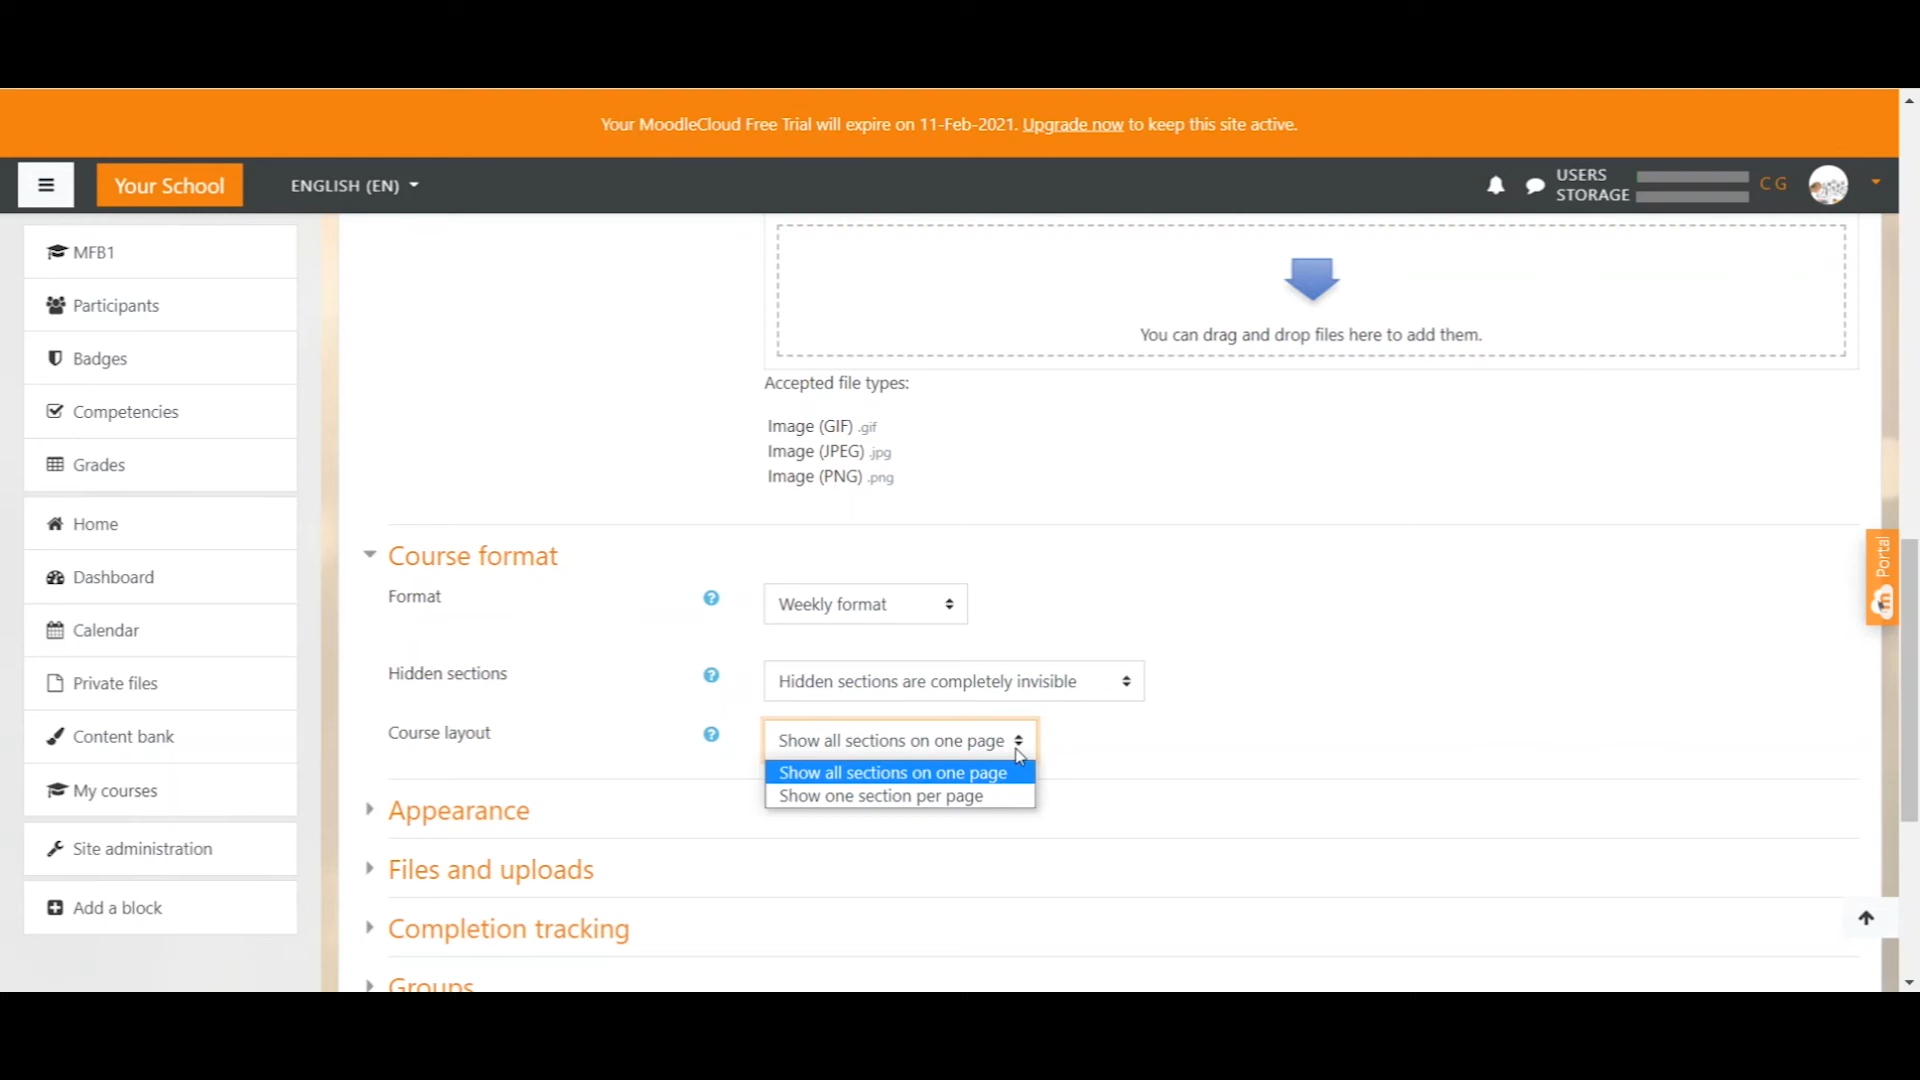 Your MoodleCloud Free Trial will expire on 11-Feb-2021. Upgrade now to keep this site active.
Your School
ENGLISH (EN)
USERS
STORAGE
C G
MFB1
Participants
Badges
Competencies
Grades
Home
Dashboard
Calendar
Private files
Content bank
My courses
Site administration
Add a block
You can drag and drop files here to add them.
Accepted file types:
Image (GIF) .gif
Image (JPEG) .jpg
Image (PNG) .png
Course format
Format
Weekly format
Hidden sections
Hidden sections are completely invisible
Course layout
Show all sections on one page
Show all sections on one page
Show one section per page
Appearance
Files and uploads
Completion tracking
Groups
Portal